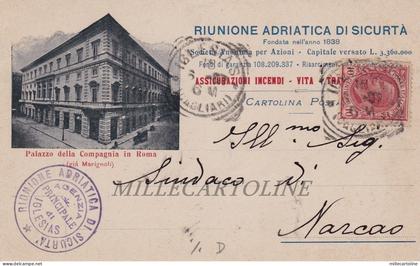 RIUNIONE ADRIATICA DI SICURTÀ
Fondata nell'anno 1838
Società Anonima per Azioni - Capitale versato L. 3.360.000
Fondi di garanzia 108.209.337 -
ASSICURAZIONI INCENDI - VITA
CARTOLINA
Palazzo della Compagnia in Roma
(già Marignoli)
Ill mo Sig.
Sindaco di
Narcao
MILLECARTOLINE
RIUNIONE ADRIATICA DI SICURTÀ
AGENZIA
PRINCIPALE
di
IGLESIAS